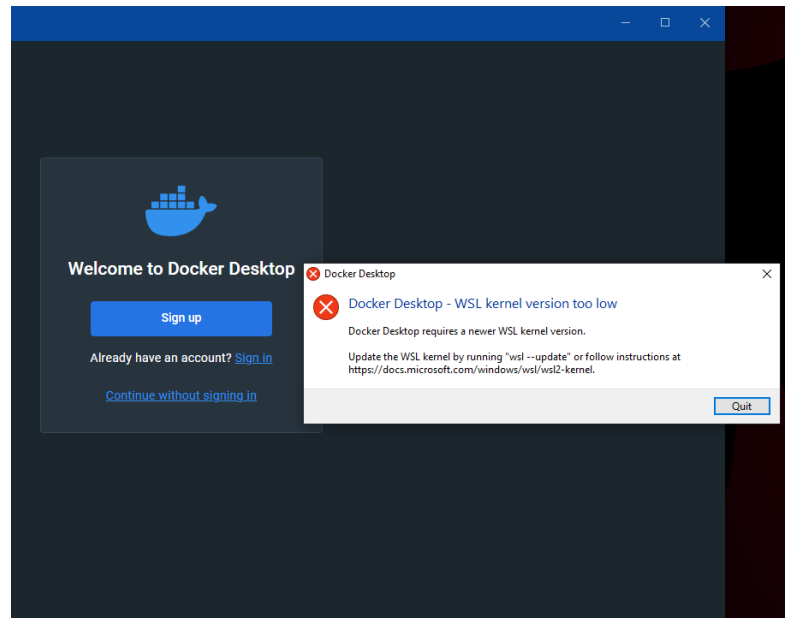 Welcome to Docker Desktop
Sign up
Already have an account? Sign in
Continue without signing in
Docker Desktop
Docker Desktop - WSL kernel version too low
Docker Desktop requires a newer WSL kernel version.
Update the WSL kernel by running "wsl --update" or follow instructions at
https://docs.microsoft.com/windows/wsl/wsl2-kernel.
Quit